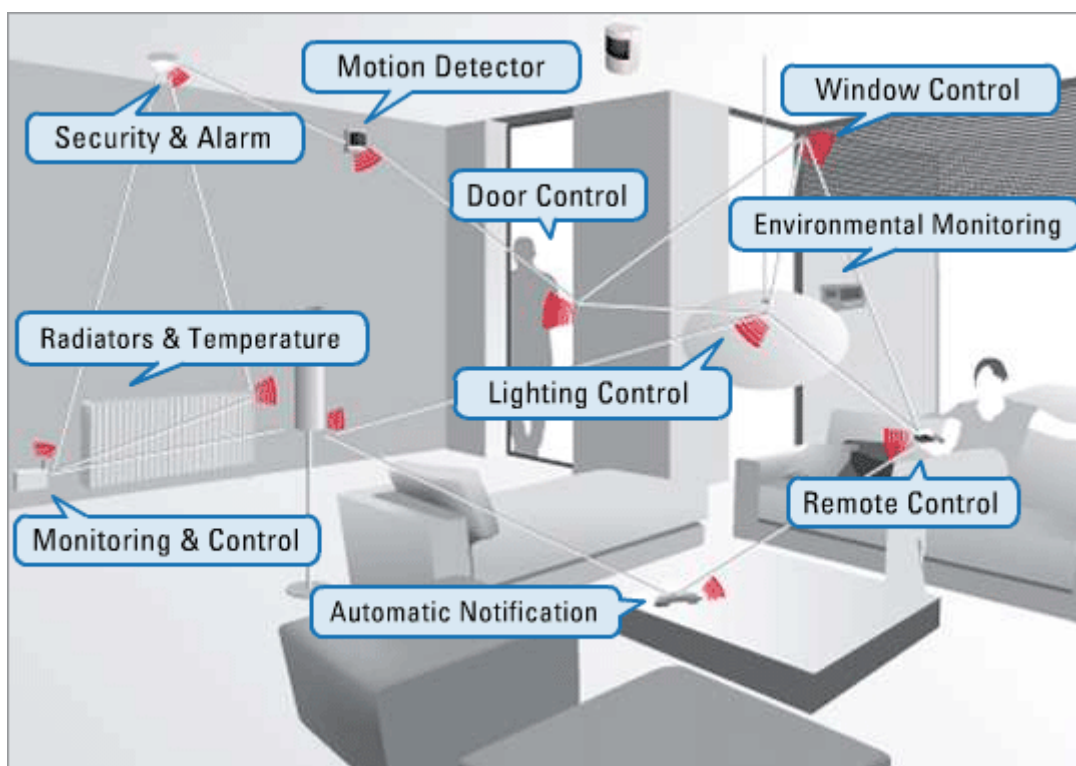 Motion Detector
Window Control
Security & Alarm
Door Control
Environmental Monitoring
Radiators & Temperature
Lighting Control
Remote Control
Monitoring & Control
Automatic Notification